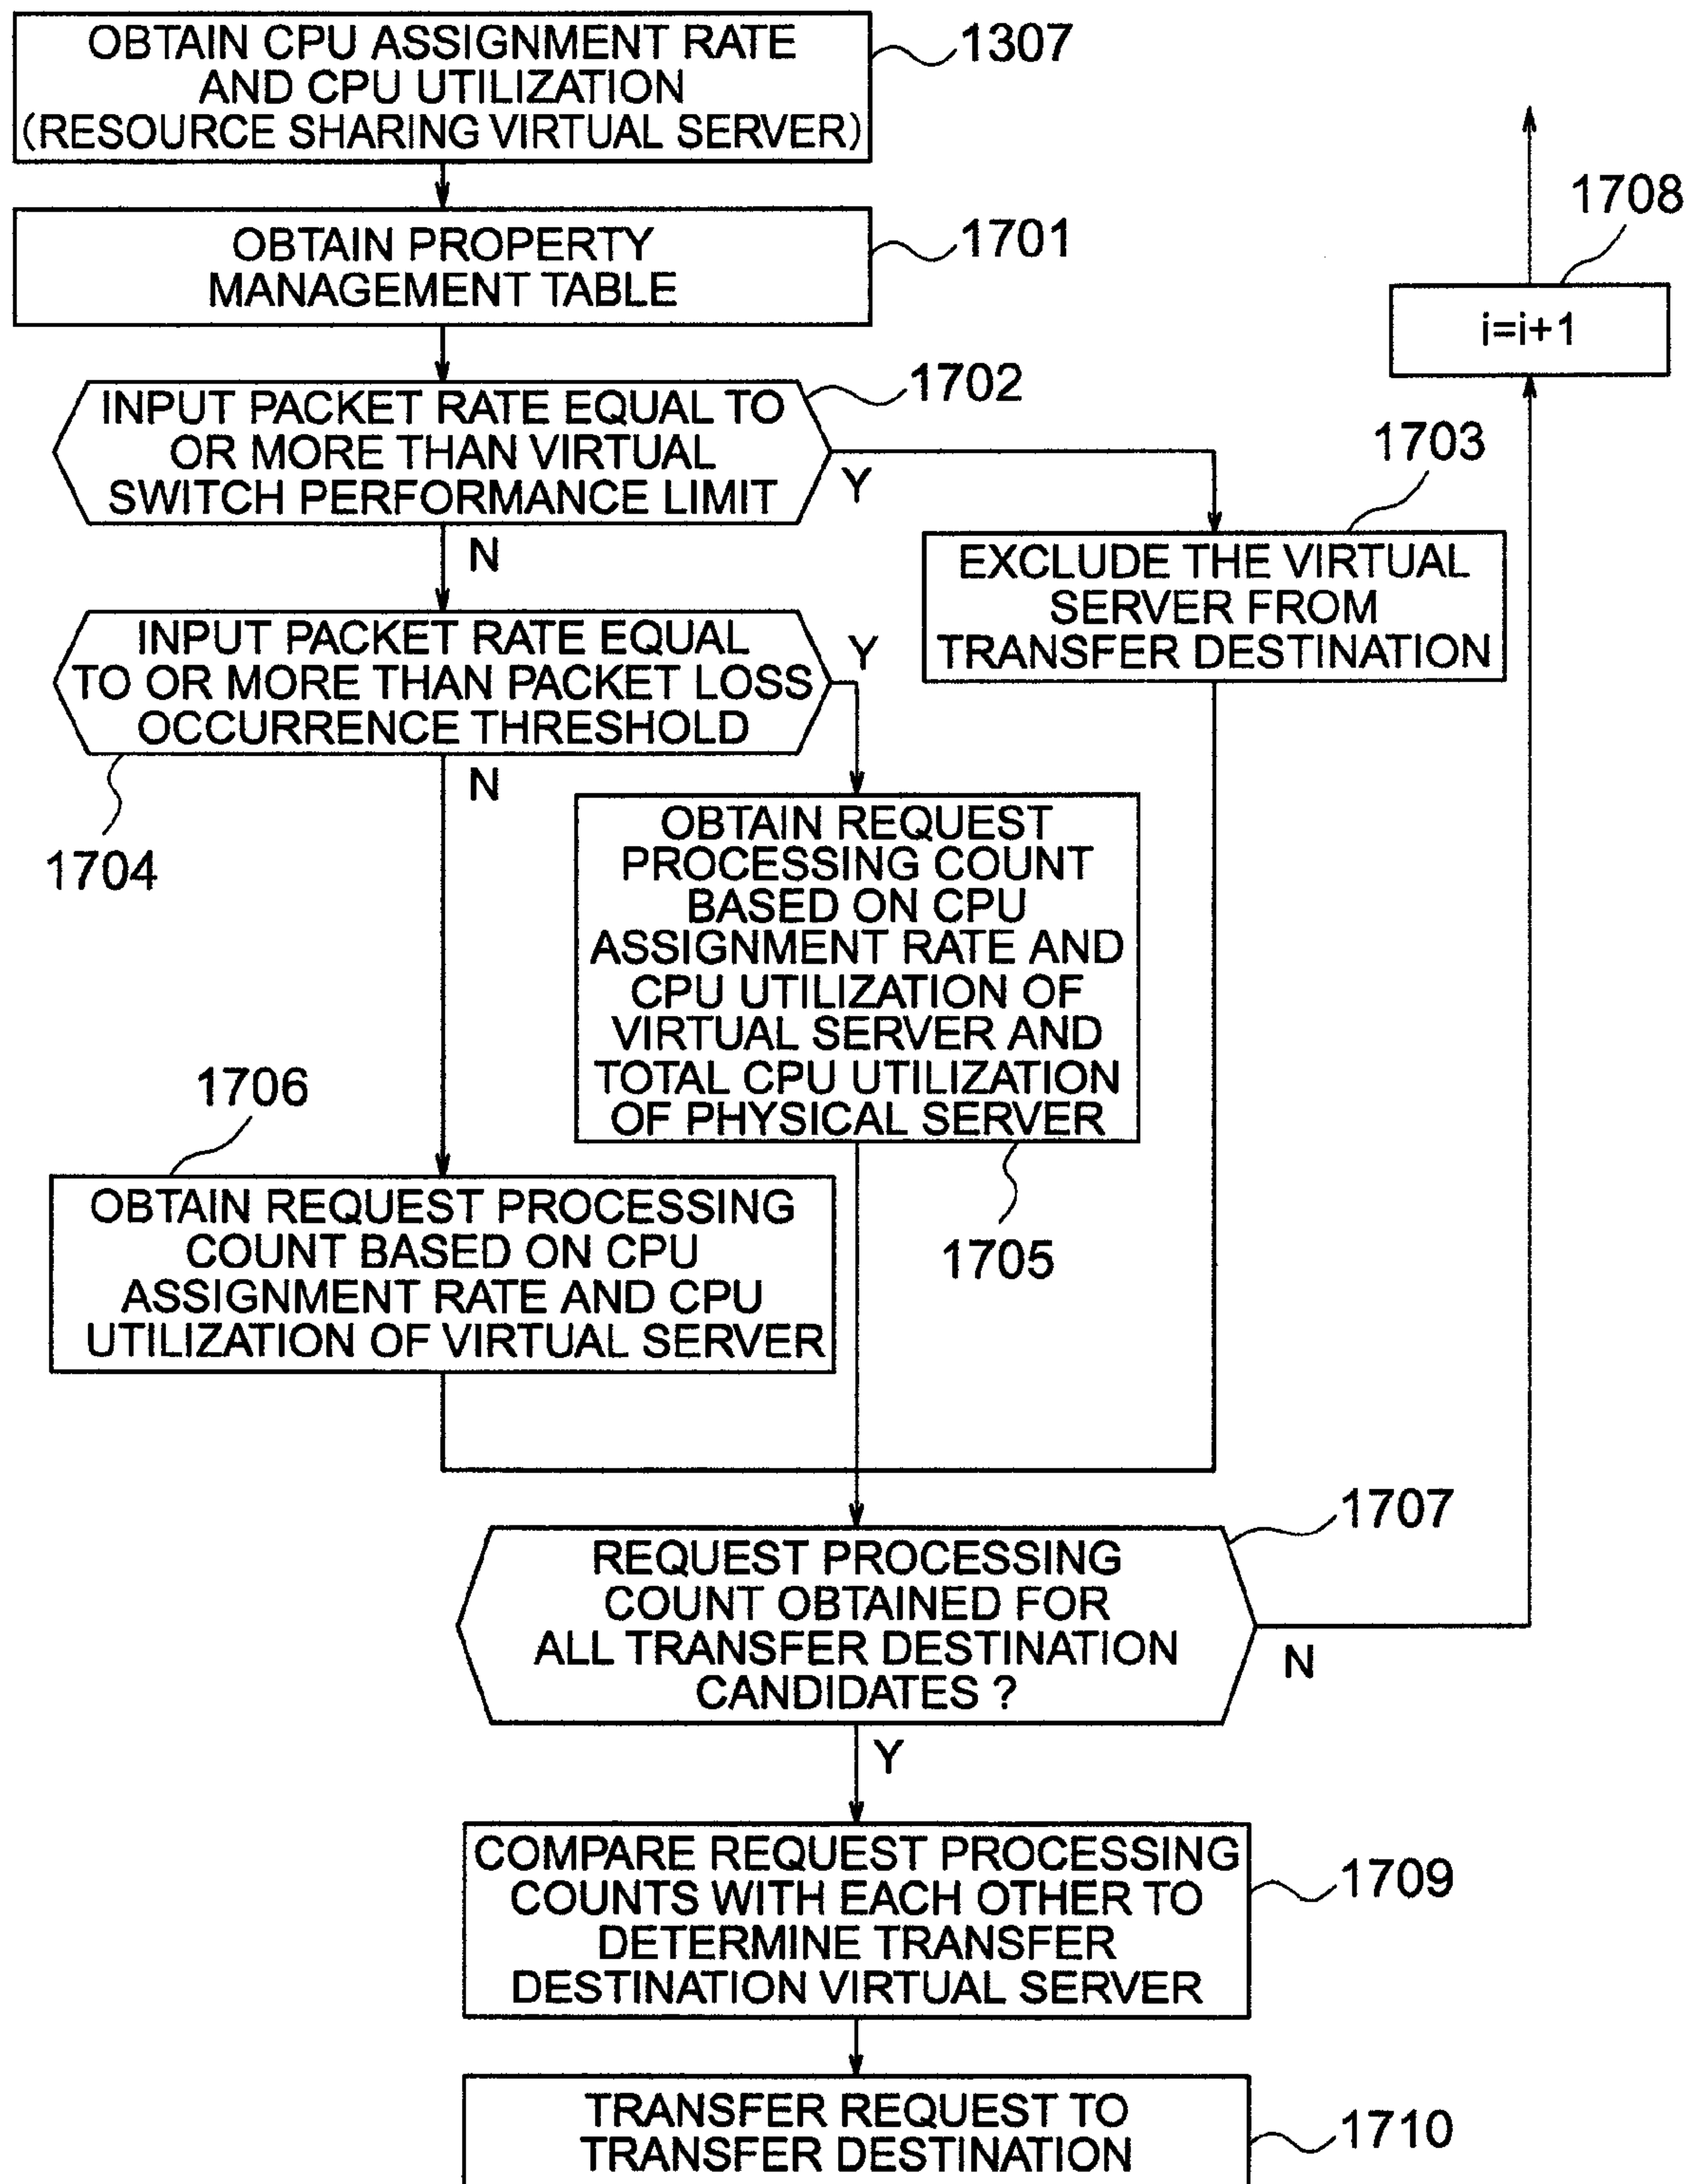 OBTAIN CPU ASSIGNMENT RATE
AND CPU UTILIZATION
(RESOURCE SHARING VIRTUAL SERVER)
1307
OBTAIN PROPERTY
MANAGEMENT TABLE
1701
1708
i=i+1
INPUT PACKET RATE EQUAL TO
OR MORE THAN VIRTUAL
SWITCH PERFORMANCE LIMIT
1702
Y
N
1703
EXCLUDE THE VIRTUAL
SERVER FROM
TRANSFER DESTINATION
INPUT PACKET RATE EQUAL
TO OR MORE THAN PACKET LOSS
OCCURRENCE THRESHOLD
Y
N
1704
OBTAIN REQUEST
PROCESSING COUNT
BASED ON CPU
ASSIGNMENT RATE AND
CPU UTILIZATION OF
VIRTUAL SERVER AND
TOTAL CPU UTILIZATION
OF PHYSICAL SERVER
1705
1706
OBTAIN REQUEST PROCESSING
COUNT BASED ON CPU
ASSIGNMENT RATE AND CPU
UTILIZATION OF VIRTUAL SERVER
1707
REQUEST PROCESSING
COUNT OBTAINED FOR
ALL TRANSFER DESTINATION
CANDIDATES ?
N
Y
COMPARE REQUEST PROCESSING
COUNTS WITH EACH OTHER TO
DETERMINE TRANSFER
DESTINATION VIRTUAL SERVER
1709
TRANSFER REQUEST TO
TRANSFER DESTINATION
1710